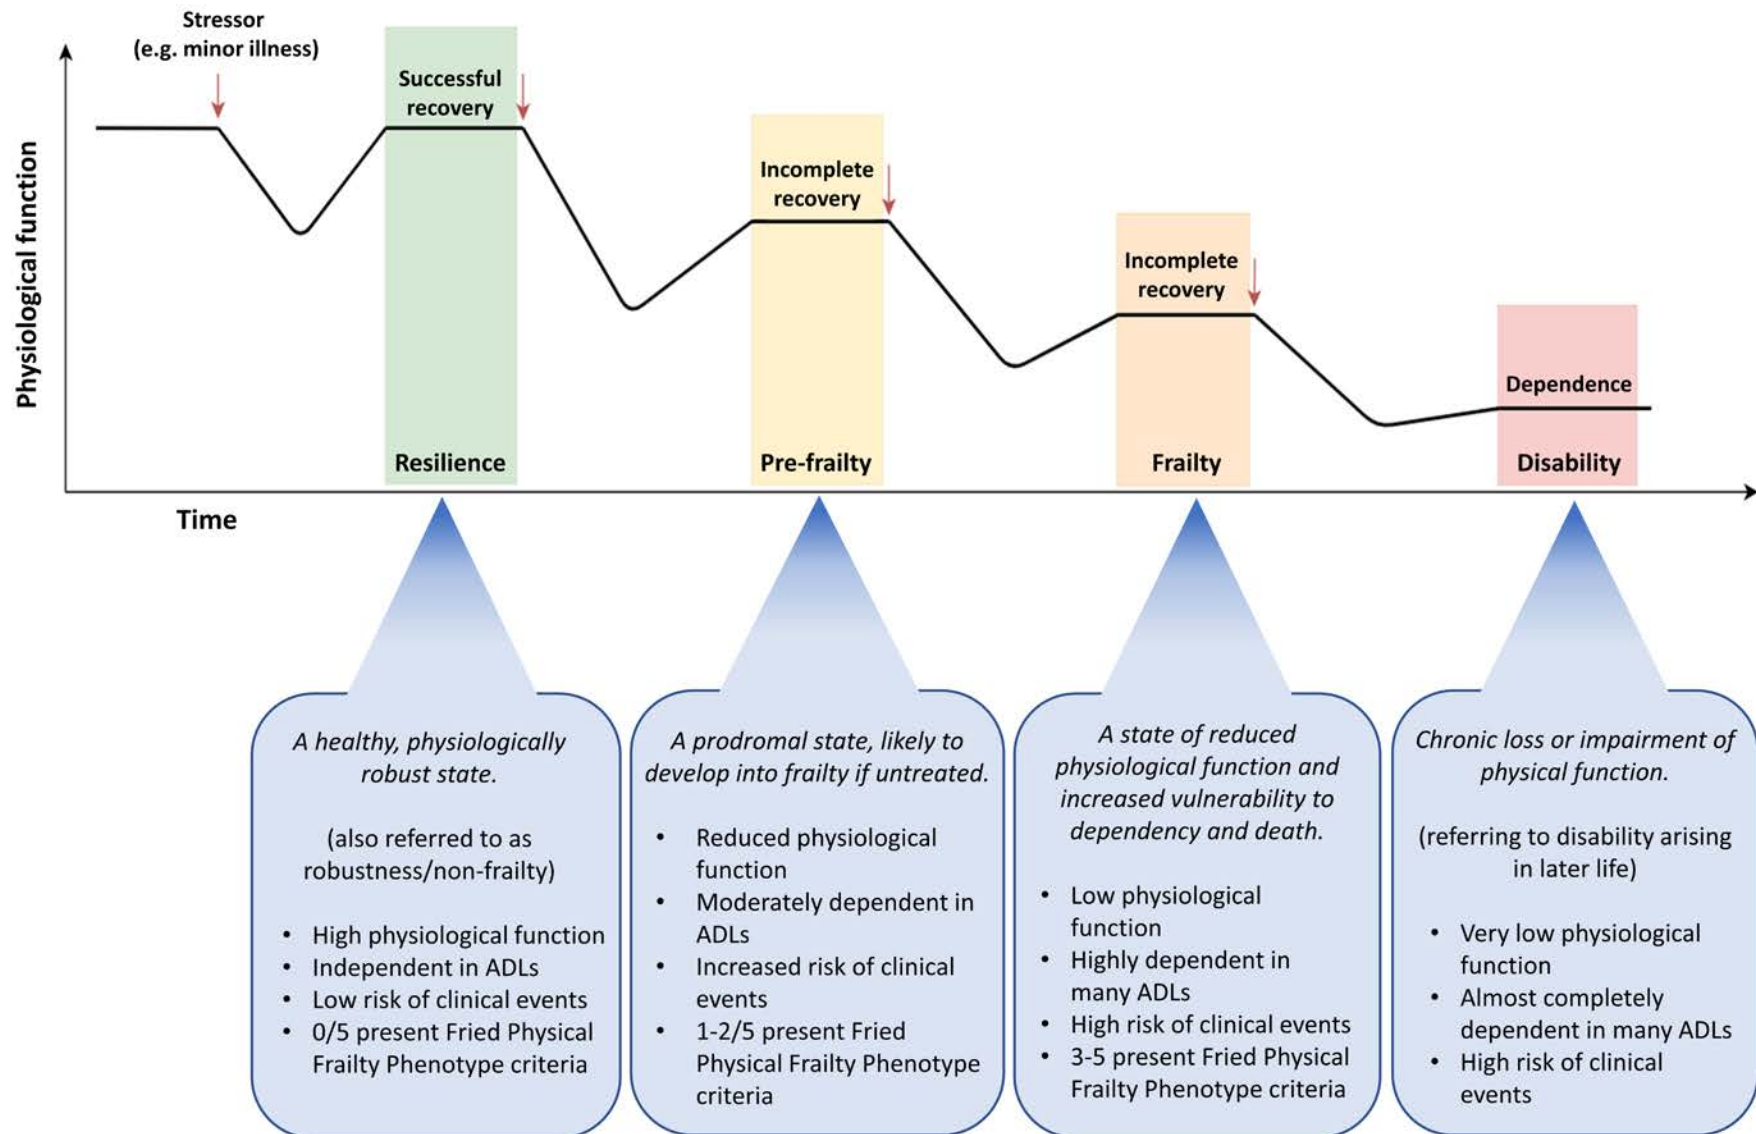 Stressor
(e.g. minor illness)
Successful
recovery
Incomplete
recovery
Incomplete
recovery
Dependence
Physiological function
Resilience
Pre-frailty
Frailty
Disability
Time
A healthy, physiologically
robust state.
(also referred to as
robustness/non-frailty)
• High physiological function
• Independent in ADLs
• Low risk of clinical events
• 0/5 present Fried Physical
Frailty Phenotype criteria
A prodromal state, likely to
develop into frailty if untreated.
• Reduced physiological
function
• Moderately dependent in
ADLs
• Increased risk of clinical
events
• 1-2/5 present Fried
Physical Frailty Phenotype
criteria
A state of reduced
physiological function and
increased vulnerability to
dependency and death.
• Low physiological
function
• Highly dependent in
many ADLs
• High risk of clinical events
• 3-5 present Fried Physical
Frailty Phenotype criteria
Chronic loss or impairment of
physical function.
(referring to disability arising
in later life)
• Very low physiological
function
• Almost completely
dependent in many ADLs
• High risk of clinical
events